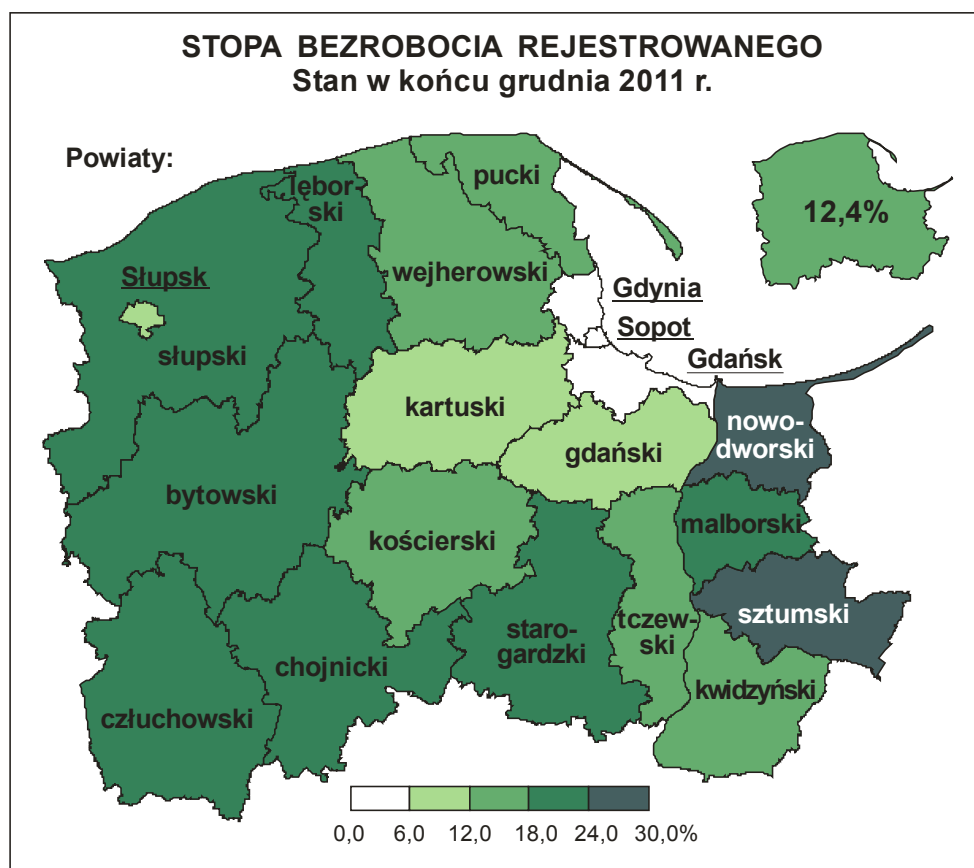 STOPA BEZROBOCIA REJESTROWANEGO
Stan w końcu grudnia 2011 r.
Powiaty:
lębor-
ski
pucki
12,4%
wejherowski
Słupsk
Gdynia
Sopot
Gdańsk
słupski
kartuski
nowo-
dworski
gdański
bytowski
malborski
kościerski
sztumski
staro-
gardzki
tczew-
ski
chojnicki
kwidzyński
człuchowski
0,0 6,0 12,0 18,0 24,0 30,0%